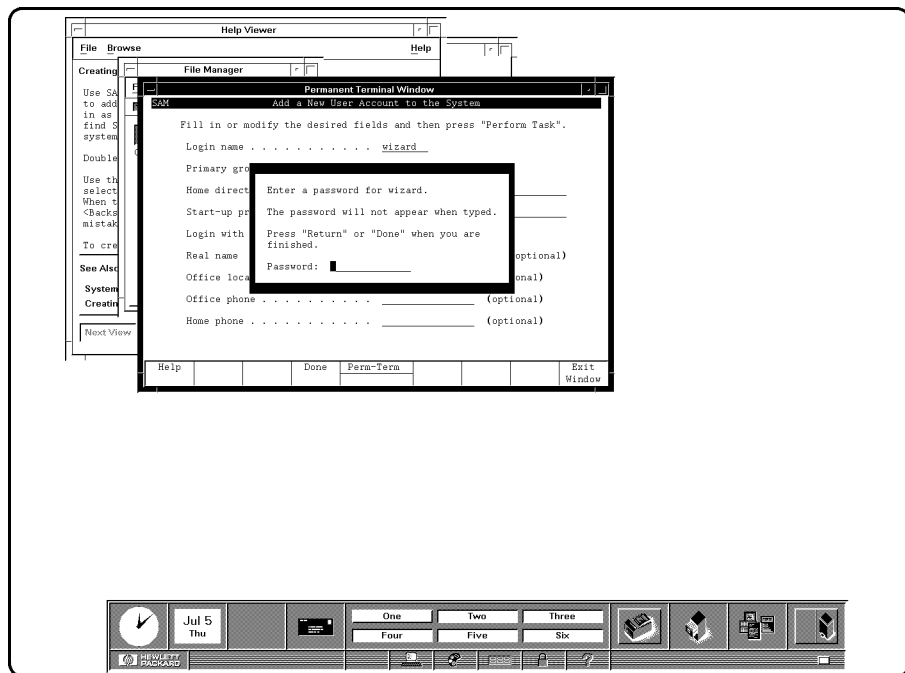 Help Viewer
File Browse Help
Creating
Use SA
to add
in as
find S
system
Double
Use th
select
When t
<Backs
mistak
To cre
See Also
System
Creatin
Next View
File Manager
F
Permanent Terminal Window
SAM Add a New User Account to the System
Fill in or modify the desired fields and then press "Perform Task".
Login name . . . . . . . . . . . wizard
Primary gro
Home direct
Start-up pr
Login with
Real name optional)
Office loca onal)
Office phone . . . . . . . . . . (optional)
Home phone . . . . . . . . . . . (optional)
Enter a password for wizard.
The password will not appear when typed.
Press "Return" or "Done" when you are
finished.
Password:
Help Done Perm-Term Exit
Window
Jul 5
Thu
One Two Three
Four Five Six
HEWLETT
PACKARD